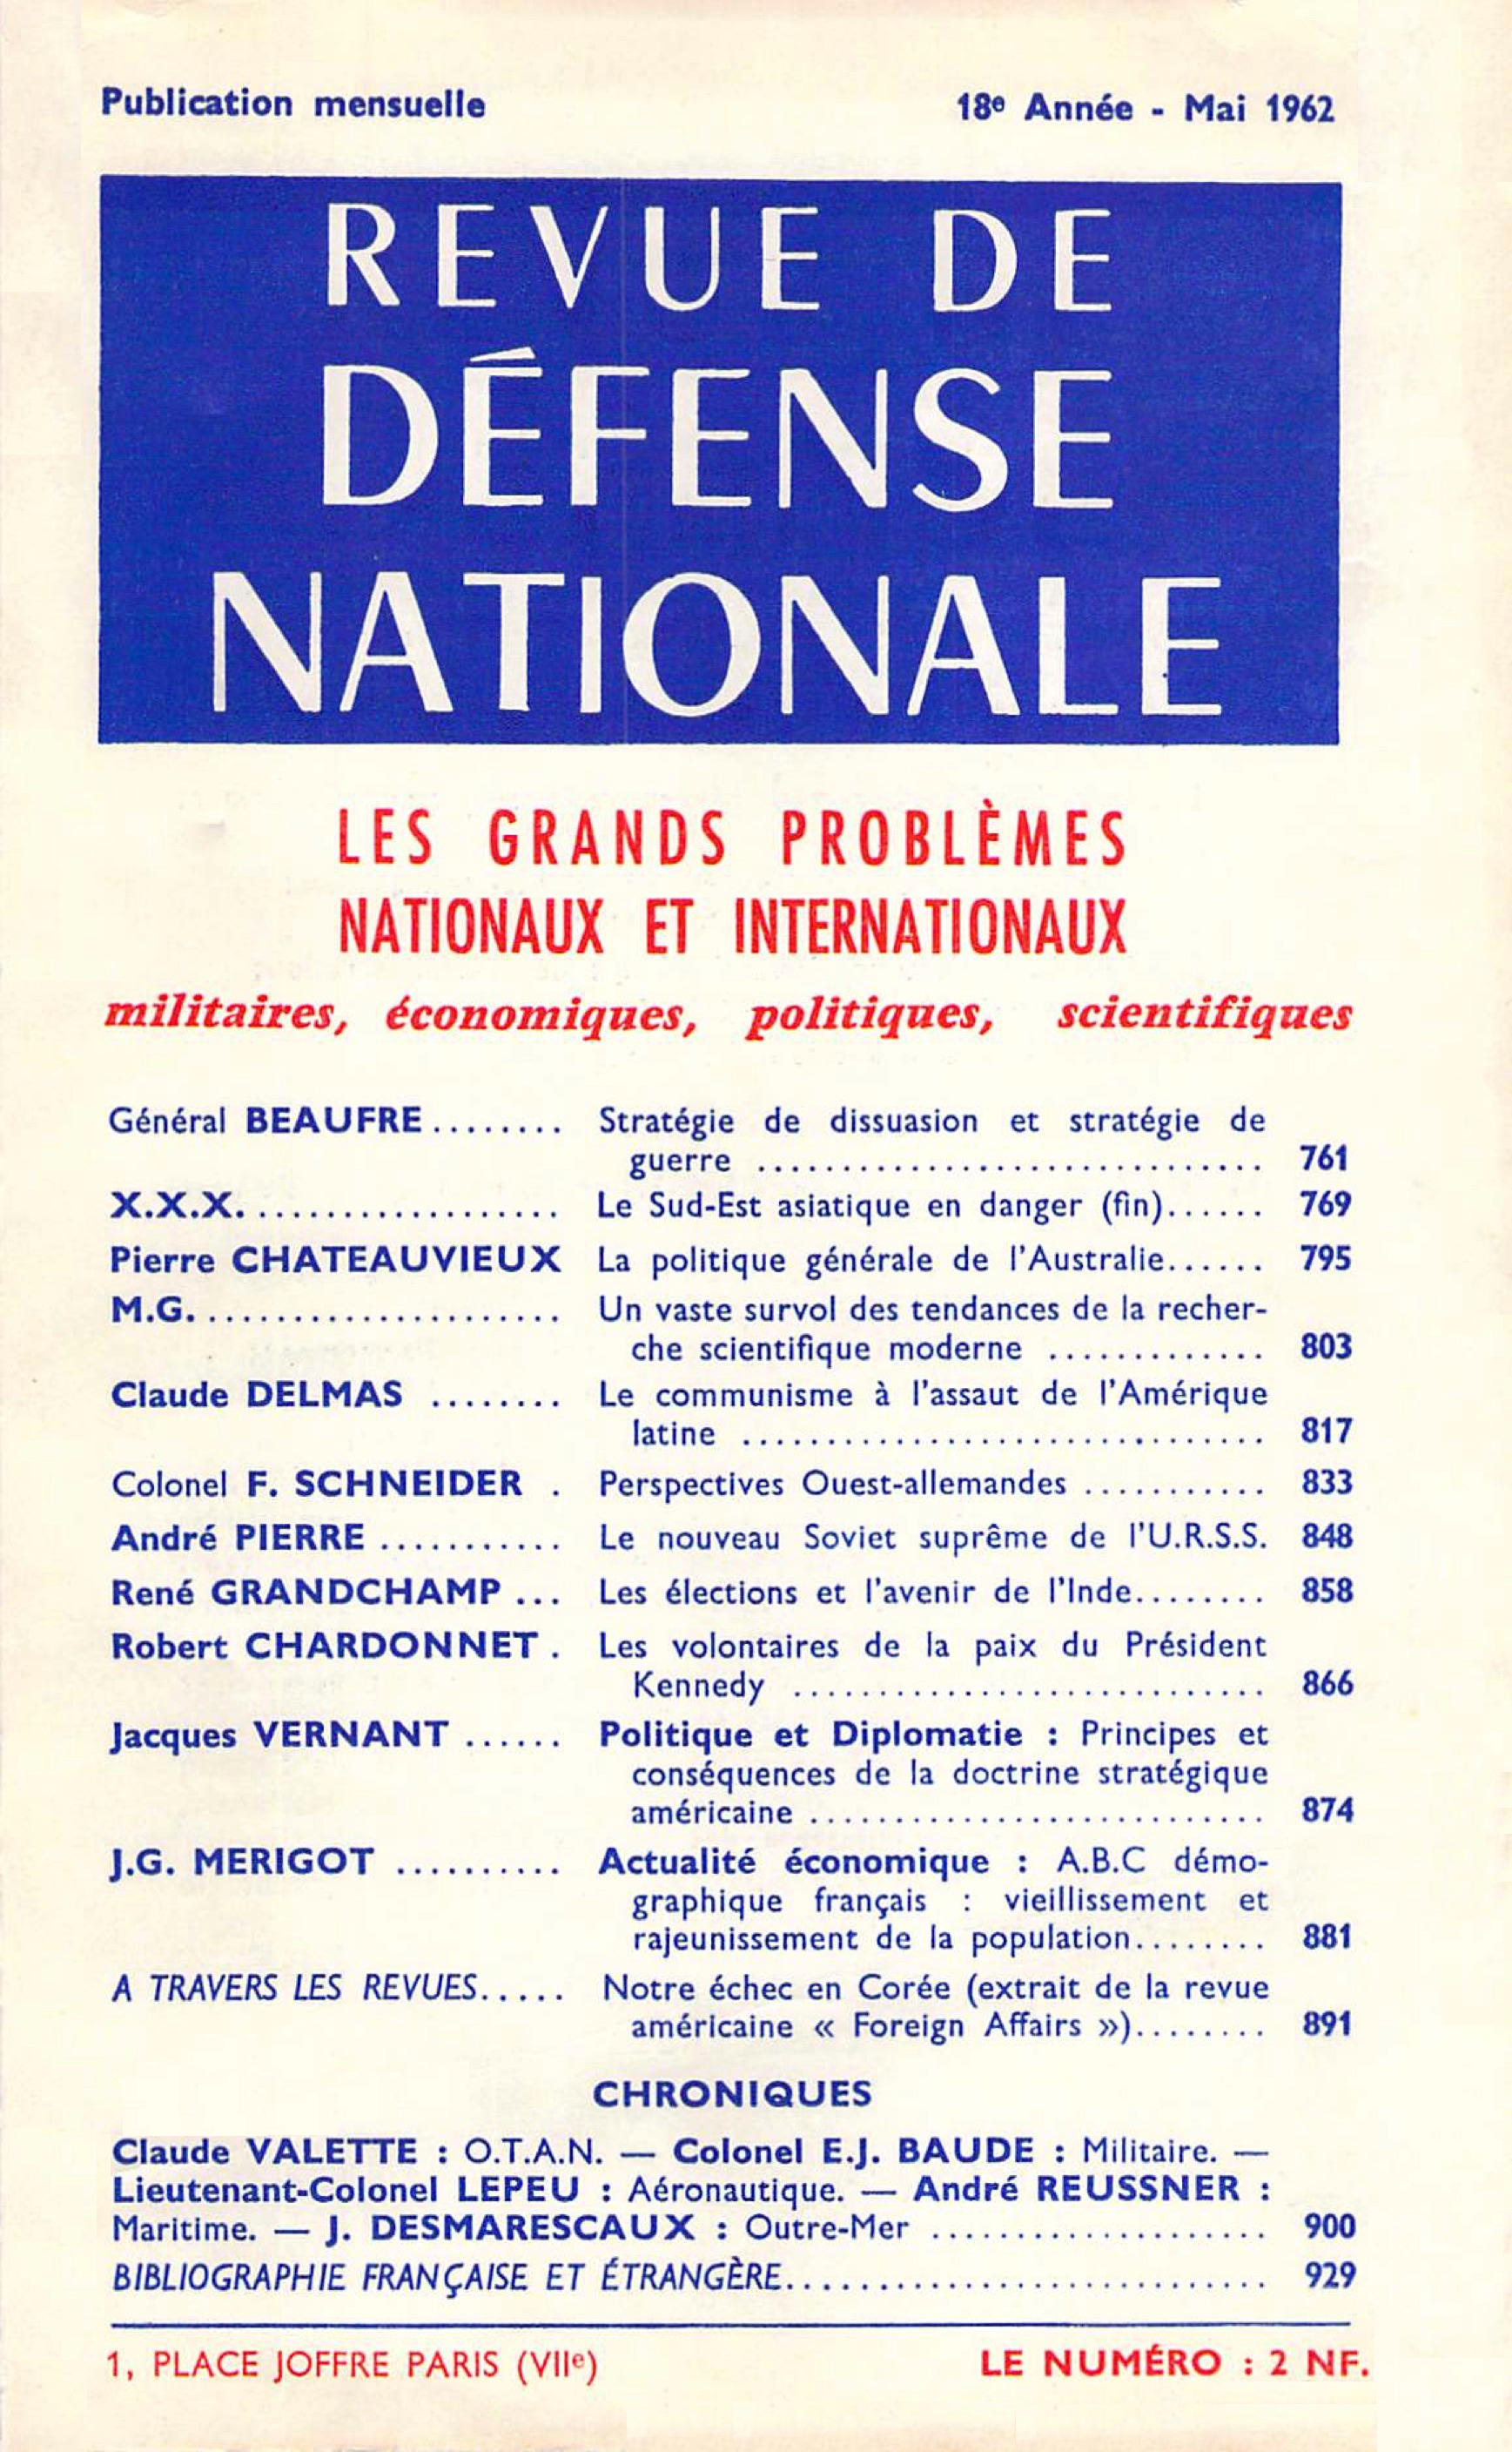 Publication mensuelle 18e Année - Mai 1962
REVUE DE
DÉFENSE
NATIONALE
LES GRANDS PROBLÈMES
NATIONAUX ET INTERNATIONAUX
militaires, économiques, politiques, scientifiques
Général BEAUFRE........ Stratégie de dissuasion et stratégie de
guerre .............................. 761
X.X.X.................... Le Sud-Est asiatique en danger (fin)...... 769
Pierre CHATEAUVIEUX La politique générale de l'Australie...... 795
M.G. ..................... Un vaste survol des tendances de la recher-
che scientifique moderne ............. 803
Claude DELMAS ........ Le communisme à l'assaut de l'Amérique
latine ............................... 817
Colonel F. SCHNEIDER . Perspectives Ouest-allemandes ........... 833
André PIERRE ........... Le nouveau Soviet suprême de l'U.R.S.S. 848
René GRANDCHAMP ... Les élections et l'avenir de l'Inde........ 858
Robert CHARDONNET . Les volontaires de la paix du Président
Kennedy ............................ 866
Jacques VERNANT ...... Politique et Diplomatie : Principes et
conséquences de la doctrine stratégique
américaine ........................... 874
J.G. MERIGOT .......... Actualité économique : A.B.C démo-
graphique français : vieillissement et
rajeunissement de la population........ 881
A TRAVERS LES REVUES..... Notre échec en Corée (extrait de la revue
américaine « Foreign Affairs »)........ 891
CHRONIQUES
Claude VALETTE : O.T.A.N. — Colonel E.J. BAUDE : Militaire. —
Lieutenant-Colonel LEPEU : Aéronautique. — André REUSSNER :
Maritime. — J. DESMARESCAUX : Outre-Mer .................... 900
BIBLIOGRAPHIE FRANÇAISE ET ÉTRANGÈRE............................. 929
1, PLACE JOFFRE PARIS (VIIe) LE NUMÉRO : 2 NF.